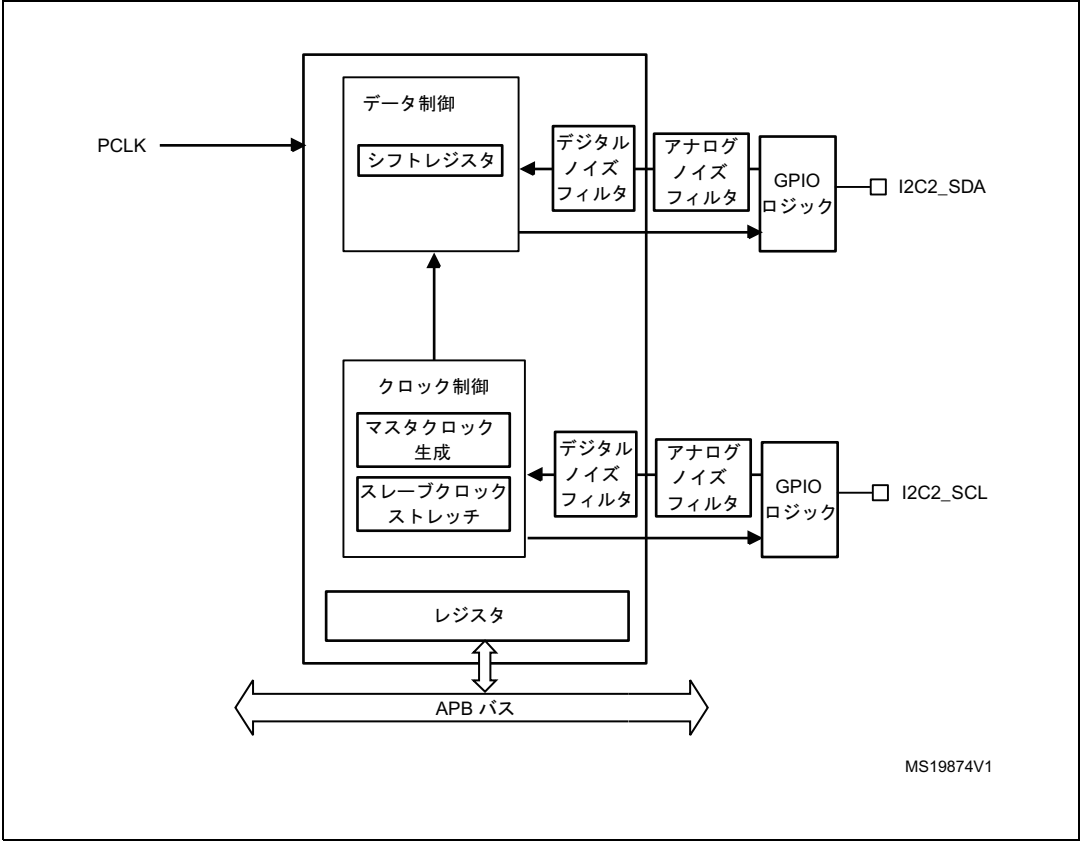 PCLK
データ制御
シフトレジスタ
デジタル
ノイズ
フィルタ
アナログ
ノイズ
フィルタ
GPIO
ロジック
I2C2_SDA
クロック制御
マスタクロック
生成
スレーブクロック
ストレッチ
デジタル
ノイズ
フィルタ
アナログ
ノイズ
フィルタ
GPIO
ロジック
I2C2_SCL
レジスタ
APB バス
MS19874V1